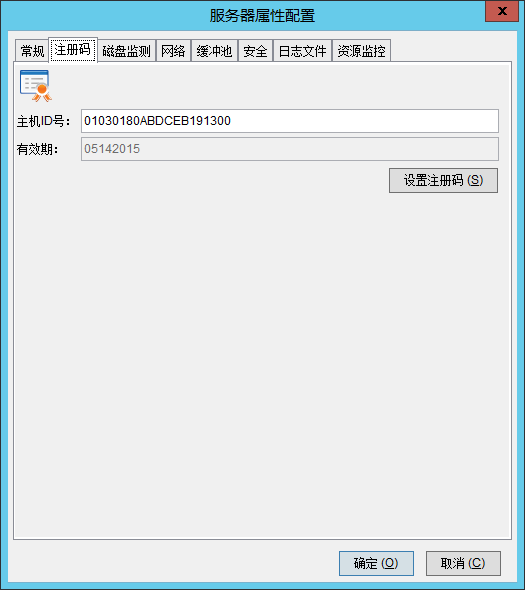 服务器属性配置
x
常规 注册码 磁盘监测 网络 缓冲池 安全 日志文件 资源监控
主机ID号： 01030180ABDCEB191300
有效期： 05142015
设置注册码 (S)
确定 (O) 取消 (C)